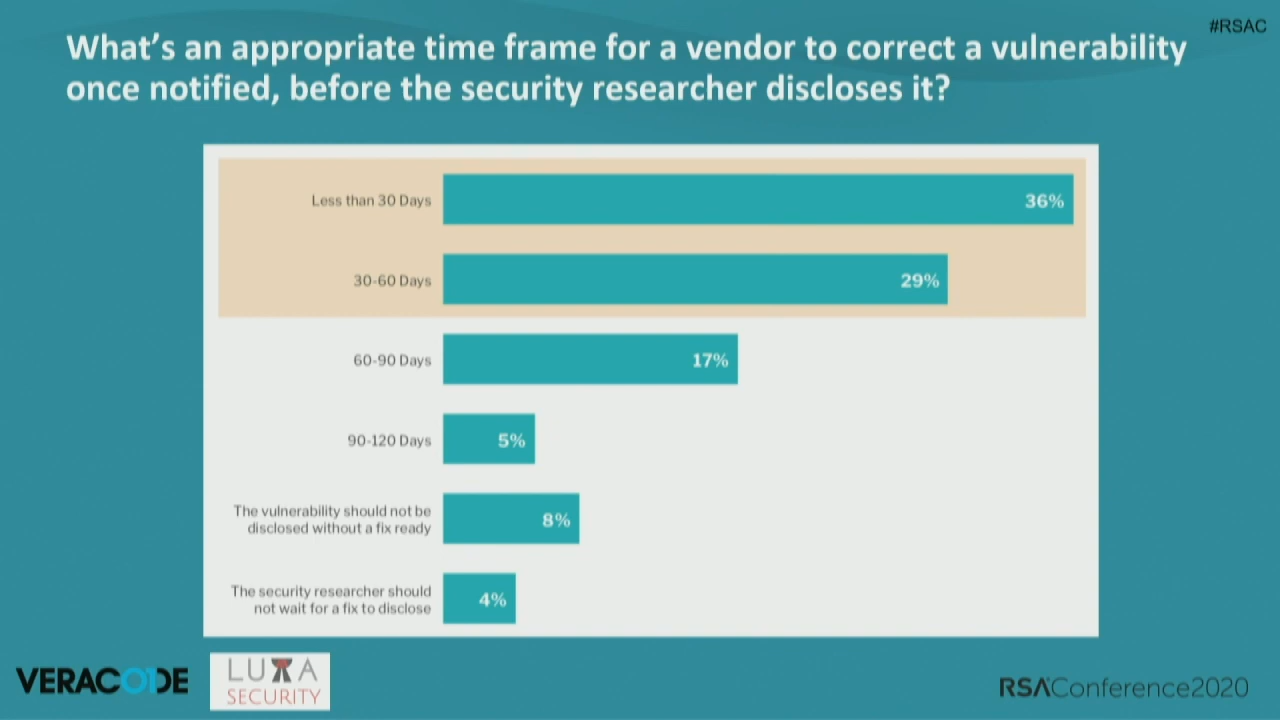 #RSAC
What's an appropriate time frame for a vendor to correct a vulnerability
once notified, before the security researcher discloses it?
Less than 30 Days 36%
30-60 Days 29%
60-90 Days 17%
90-120 Days 5%
The vulnerability should not be
disclosed without a fix ready 8%
The security researcher should
not wait for a fix to disclose 4%
VERACODE
LUTA
SECURITY
RSAConference2020